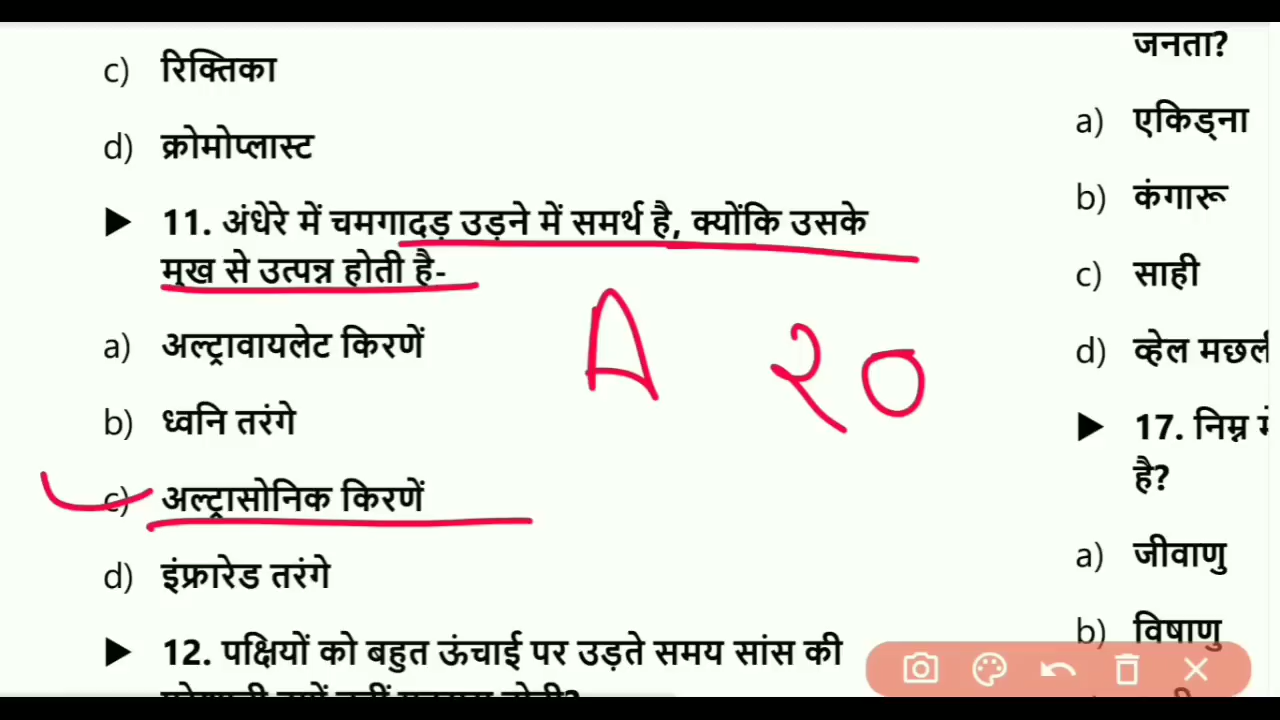 c) रिक्तिका
d) क्रोमोप्लास्ट
▶ 11. अंधेरे में चमगादड़ उड़ने में समर्थ है, क्योंकि उसके
मुख से उत्पन्न होती है-
a) अल्ट्रावायलेट किरणें
b) ध्वनि तरंगे
c) अल्ट्रासोनिक किरणें
d) इंफ्रारेड तरंगे
▶ 12. पक्षियों को बहुत ऊंचाई पर उड़ते समय सांस की
A २०
जनता?
a) एकिड्ना
b) कंगारू
c) साही
d) व्हेल
▶ 17. निम्न
है?
a) जीवाणु
b) विषाणु